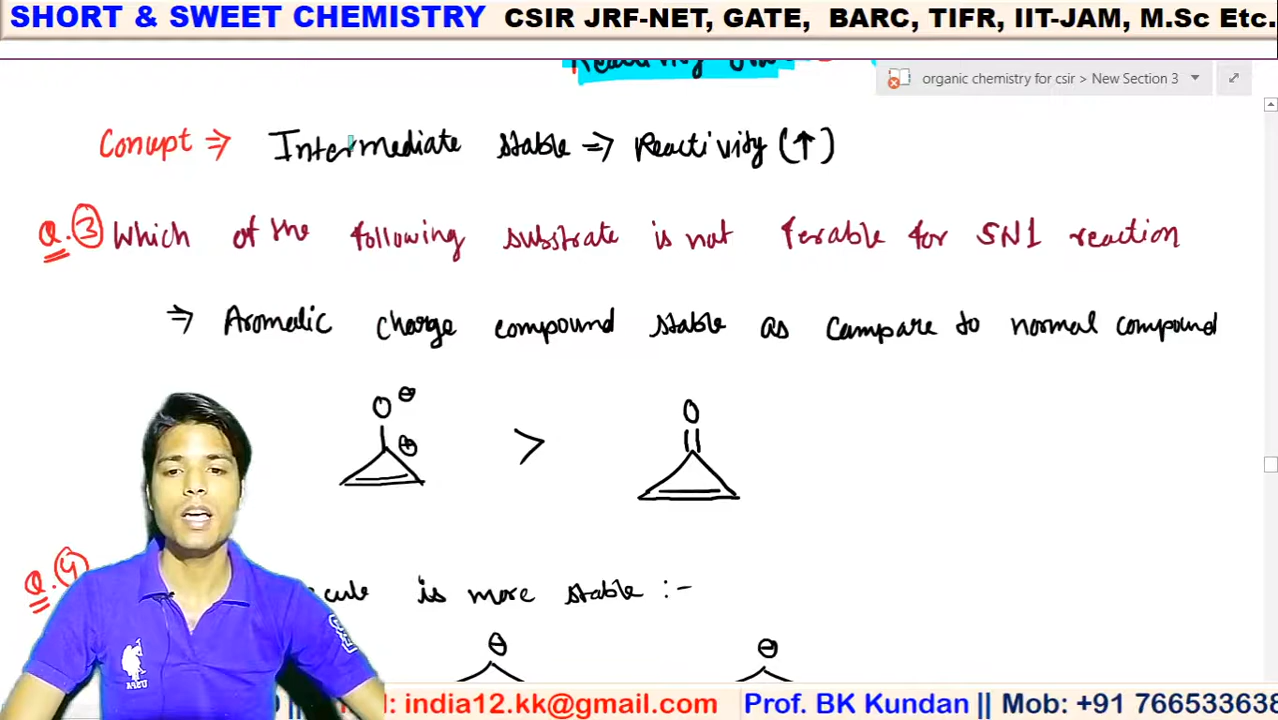 SHORT & SWEET CHEMISTRY CSIR JRF-NET, GATE, BARC, TIFR, IIT-JAM, M.Sc Etc.
organic chemistry for csir > New Section 3
Concept ⇒ Intermediate stable ⇒ Reactivity (↑)
Q.③ Which of the following substrate is not ferable for SN1 reaction
⇒ Aromatic charge compound stable as campare to normal compound
O ⊖
⊕
>
O
Q.④
is more stable :-
⊖ ⊖
india12.kk@gmail.com Prof. BK Kundan || Mob: +91 766533638